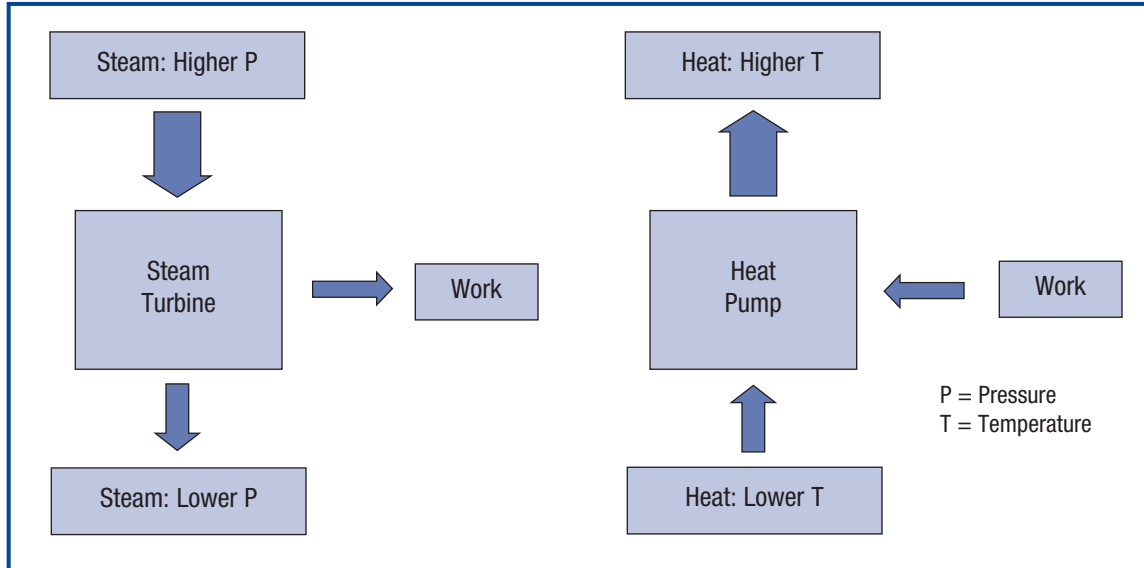 Steam: Higher P
Steam
Turbine
Work
Steam: Lower P
Heat: Higher T
Heat
Pump
Work
P = Pressure
T = Temperature
Heat: Lower T